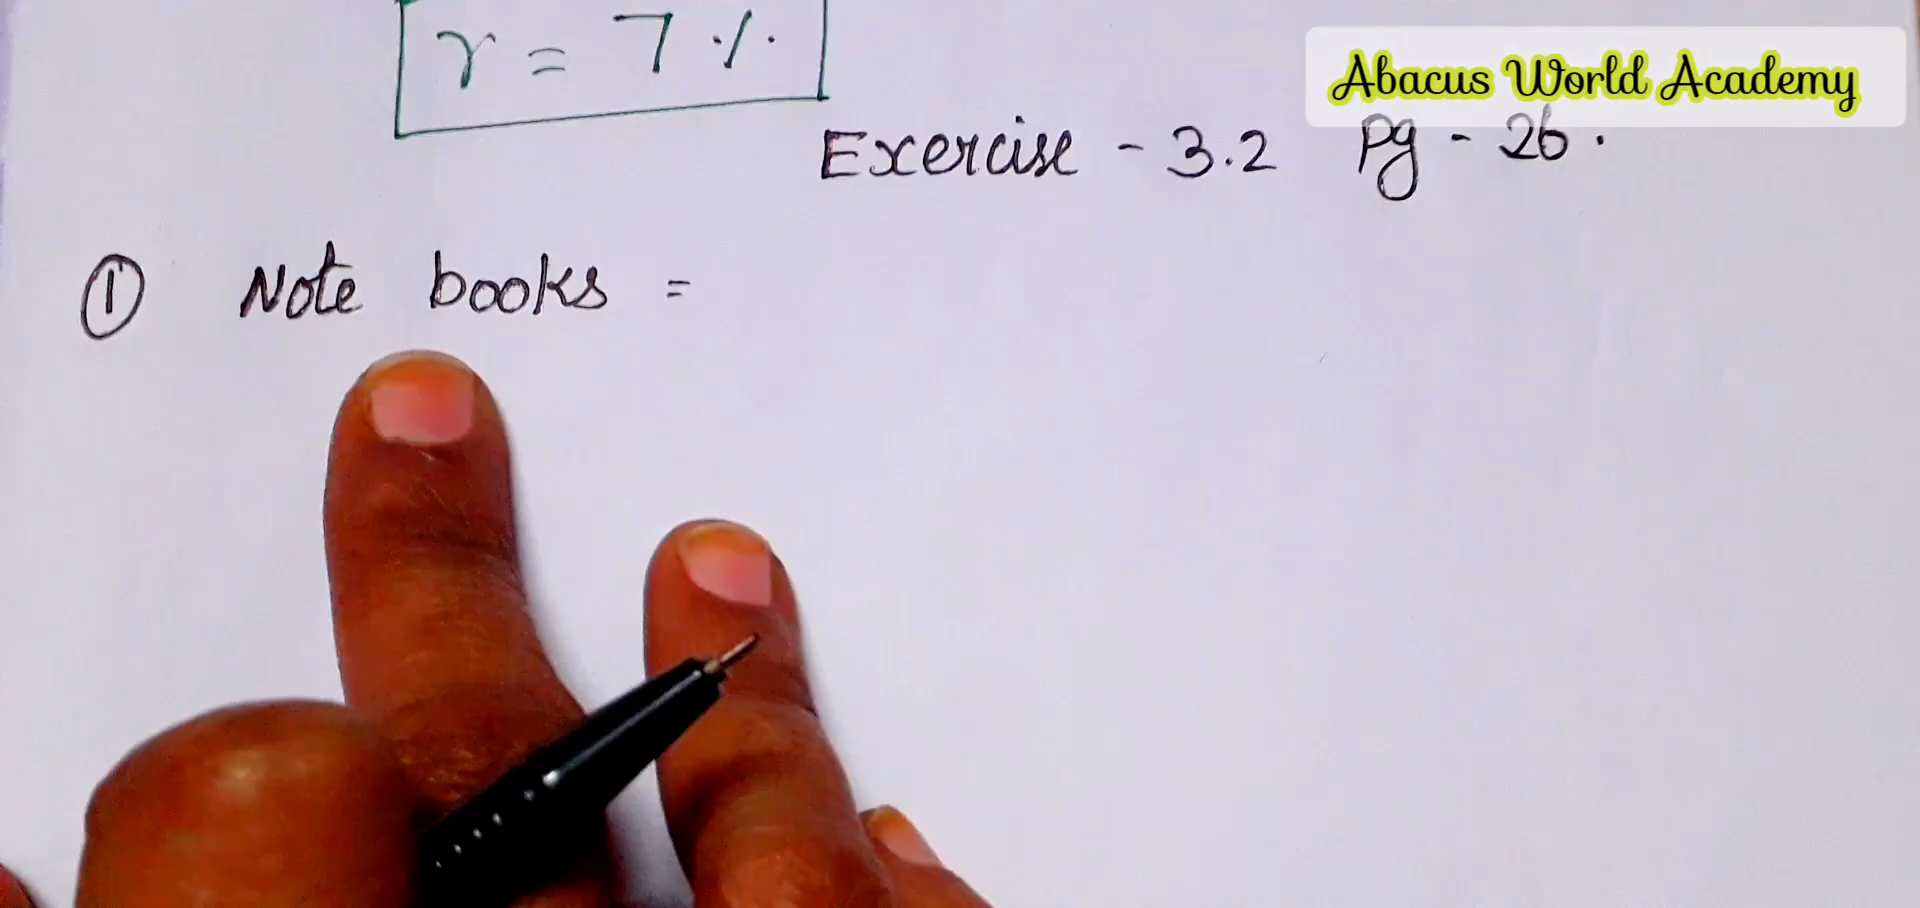 r = 7 %
Abacus World Academy
Exercise - 3.2 Pg - 26.
① Note books =